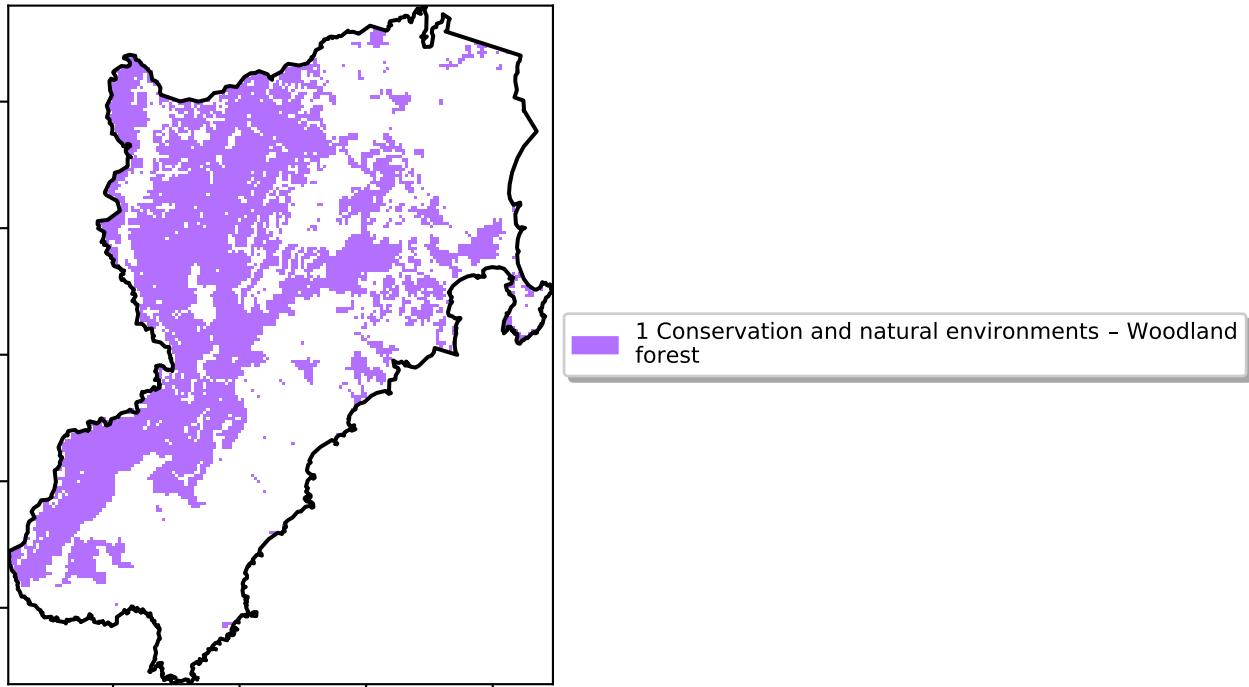 1 Conservation and natural environments – Woodland
forest